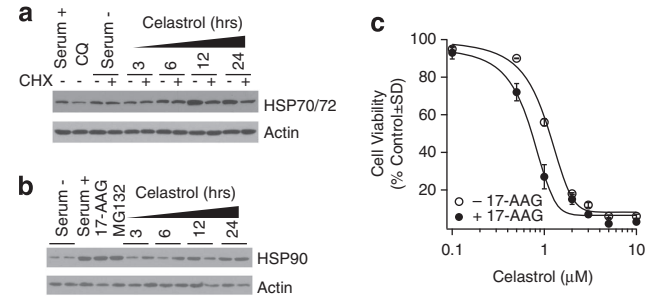 a
Serum +
CQ
Serum -
Celastrol (hrs)
3 6 12 24
CHX - - - + - + - + - + - +
HSP70/72
Actin
b
Serum -
Serum +
17-AAG
MG132
Celastrol (hrs)
3 6 12 24
HSP90
Actin
c
Cell Viability
(% Control±SD)
100
80
60
40
20
- 17-AAG
+ 17-AAG
0.1 1 10
Celastrol (µM)